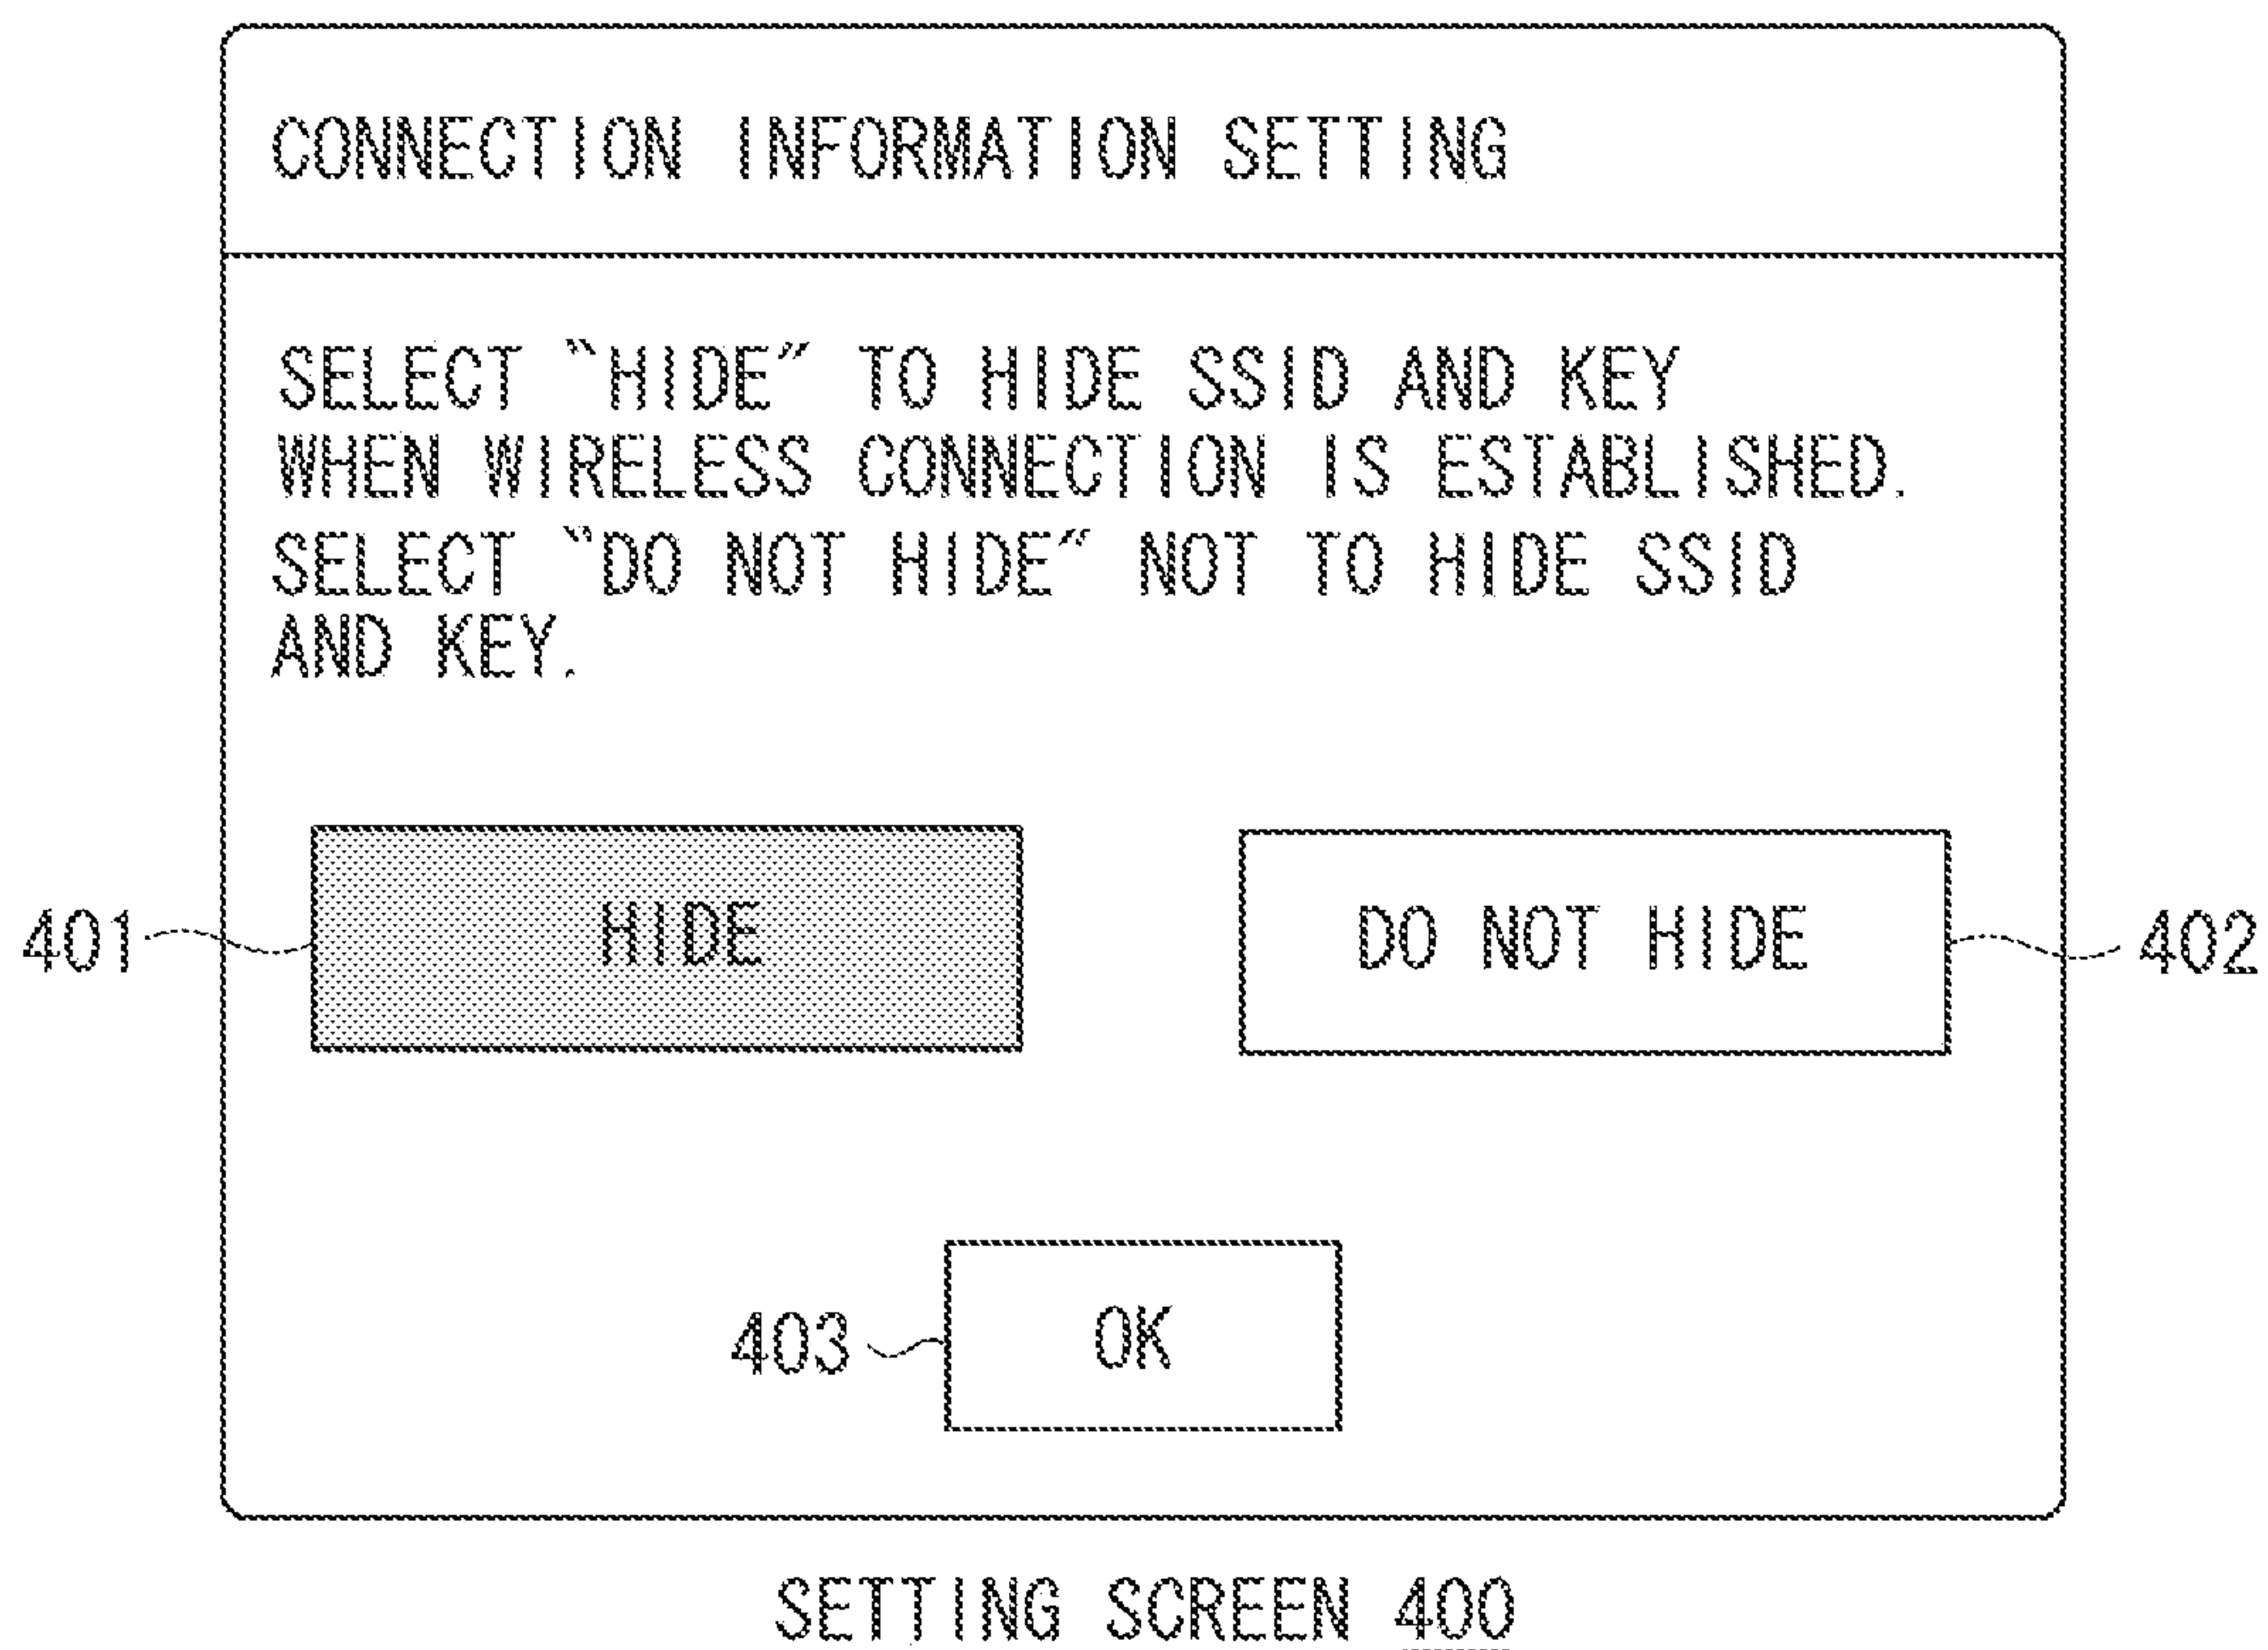 CONNECTION INFORMATION SETTING
SELECT “HIDE” TO HIDE SSID AND KEY
WHEN WIRELESS CONNECTION IS ESTABLISHED.
SELECT “DO NOT HIDE” NOT TO HIDE SSID
AND KEY.
401 HIDE DO NOT HIDE 402
403 OK
SETTING SCREEN 400